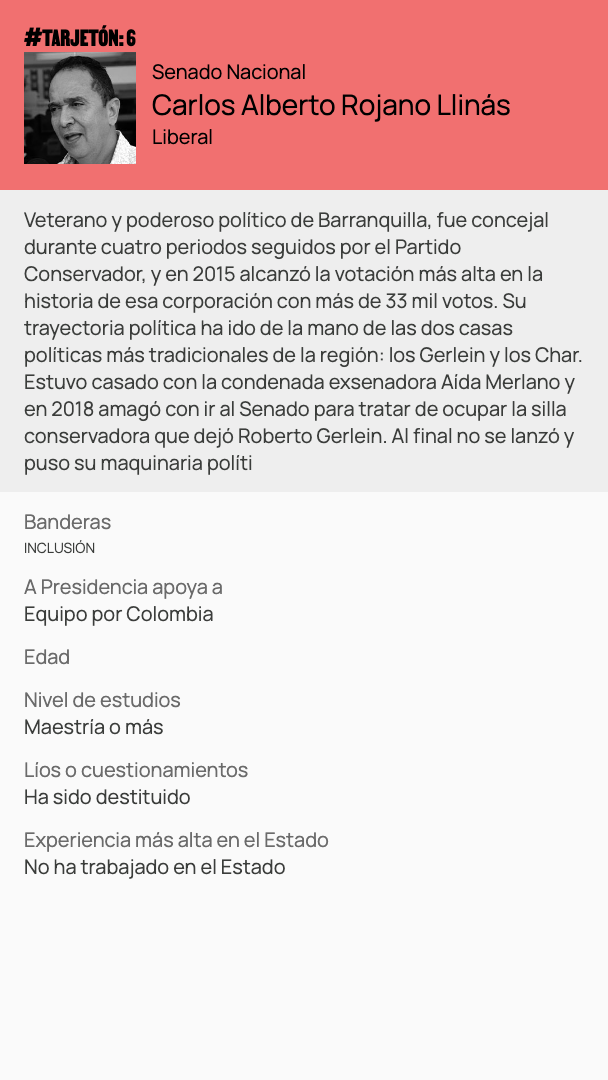 #TARJETÓN: 6
Senado Nacional
Carlos Alberto Rojano Llinás
Liberal
Veterano y poderoso político de Barranquilla, fue concejal
durante cuatro periodos seguidos por el Partido
Conservador, y en 2015 alcanzó la votación más alta en la
historia de esa corporación con más de 33 mil votos. Su
trayectoria política ha ido de la mano de las dos casas
políticas más tradicionales de la región: los Gerlein y los Char.
Estuvo casado con la condenada exsenadora Aída Merlano y
en 2018 amagó con ir al Senado para tratar de ocupar la silla
conservadora que dejó Roberto Gerlein. Al final no se lanzó y
puso su maquinaria políti
Banderas
INCLUSIÓN
A Presidencia apoya a
Equipo por Colombia
Edad
Nivel de estudios
Maestría o más
Líos o cuestionamientos
Ha sido destituido
Experiencia más alta en el Estado
No ha trabajado en el Estado